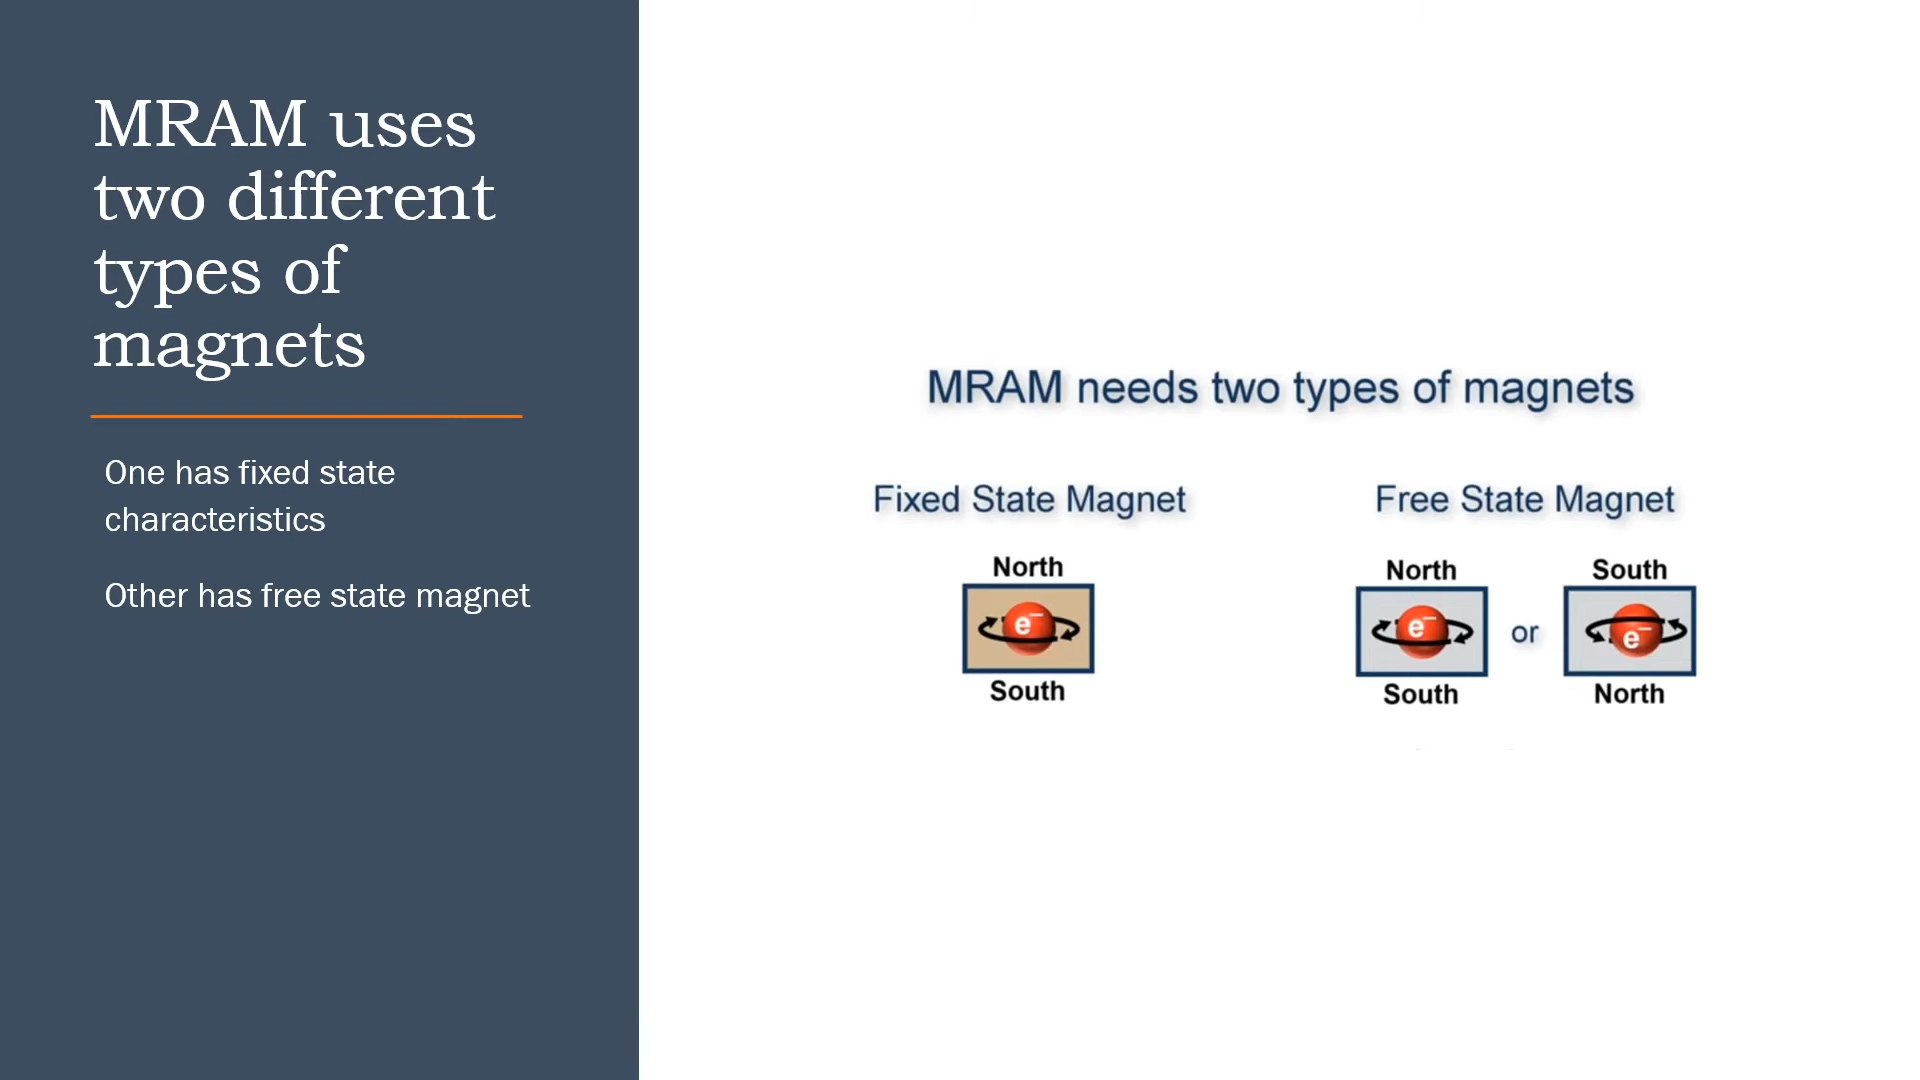 MRAM uses
two different
types of
magnets
One has fixed state
characteristics
Other has free state magnet
MRAM needs two types of magnets
Fixed State Magnet
Free State Magnet
North
e⁻
South
North
e⁻
South
or
South
e⁻
North